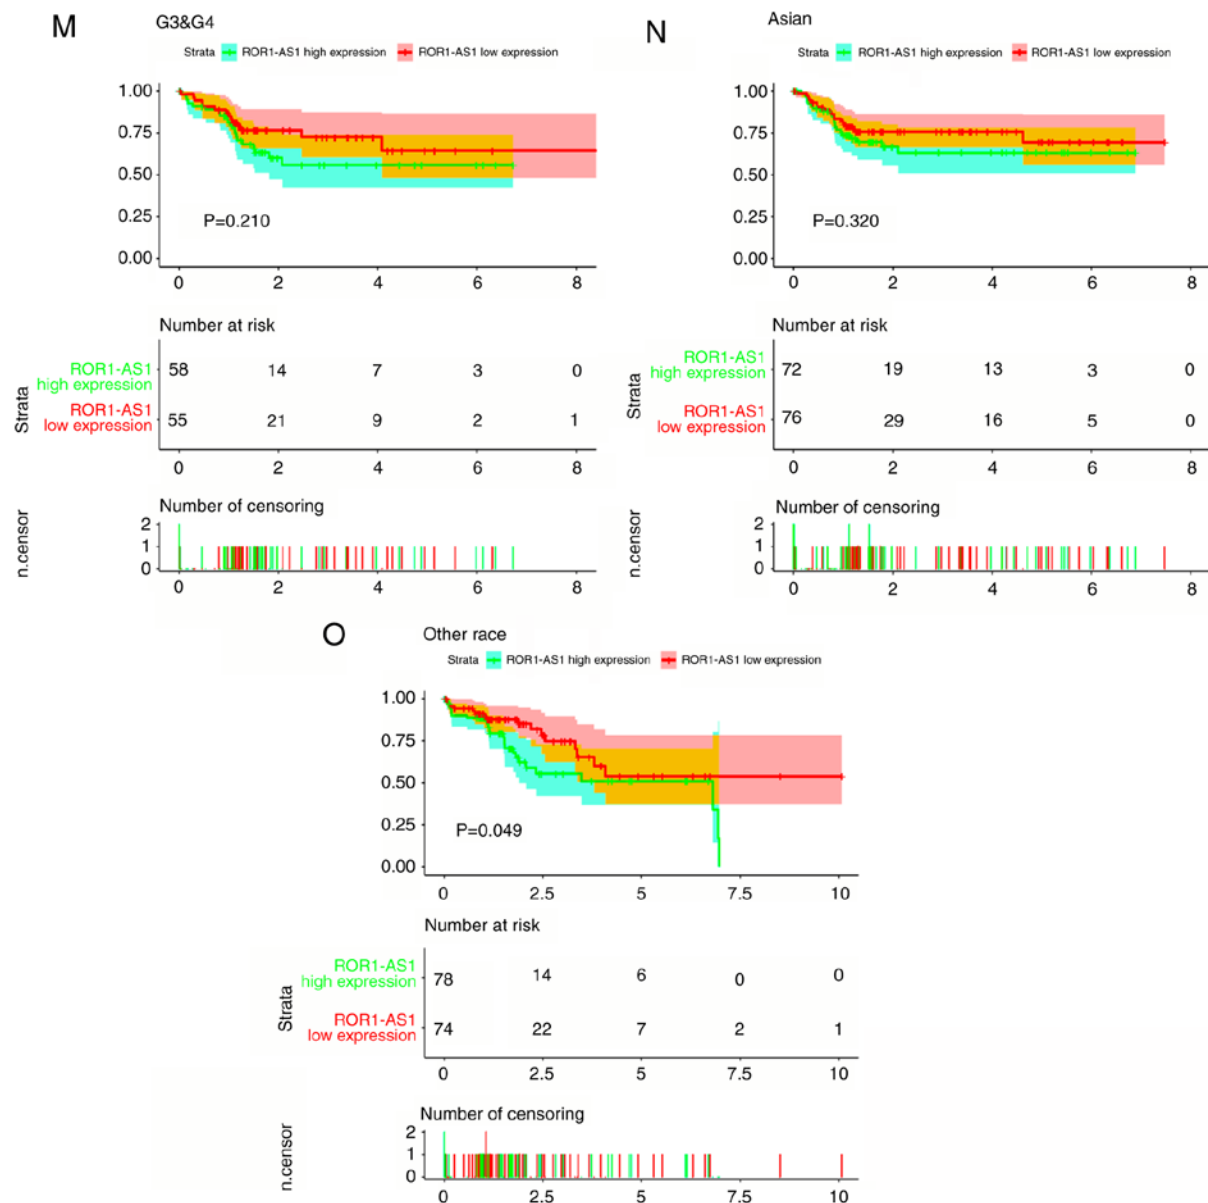 M
G3&G4
Strata ROR1-AS1 high expression ROR1-AS1 low expression
1.00
0.75
0.50
0.25
0.00
P=0.210
0 2 4 6 8
Number at risk
Strata
ROR1-AS1
high expression
58 14 7 3 0
ROR1-AS1
low expression
55 21 9 2 1
0 2 4 6 8
Number of censoring
n.censor
2
1
0
0 2 4 6 8
N
Asian
Strata ROR1-AS1 high expression ROR1-AS1 low expression
1.00
0.75
0.50
0.25
0.00
P=0.320
0 2 4 6 8
Number at risk
Strata
ROR1-AS1
high expression
72 19 13 3 0
ROR1-AS1
low expression
76 29 16 5 0
0 2 4 6 8
Number of censoring
n.censor
2
1
0
0 2 4 6 8
O
Other race
Strata ROR1-AS1 high expression ROR1-AS1 low expression
1.00
0.75
0.50
0.25
0.00
P=0.049
0 2.5 5 7.5 10
Number at risk
Strata
ROR1-AS1
high expression
78 14 6 0 0
ROR1-AS1
low expression
74 22 7 2 1
0 2.5 5 7.5 10
Number of censoring
n.censor
2
1
0
0 2.5 5 7.5 10